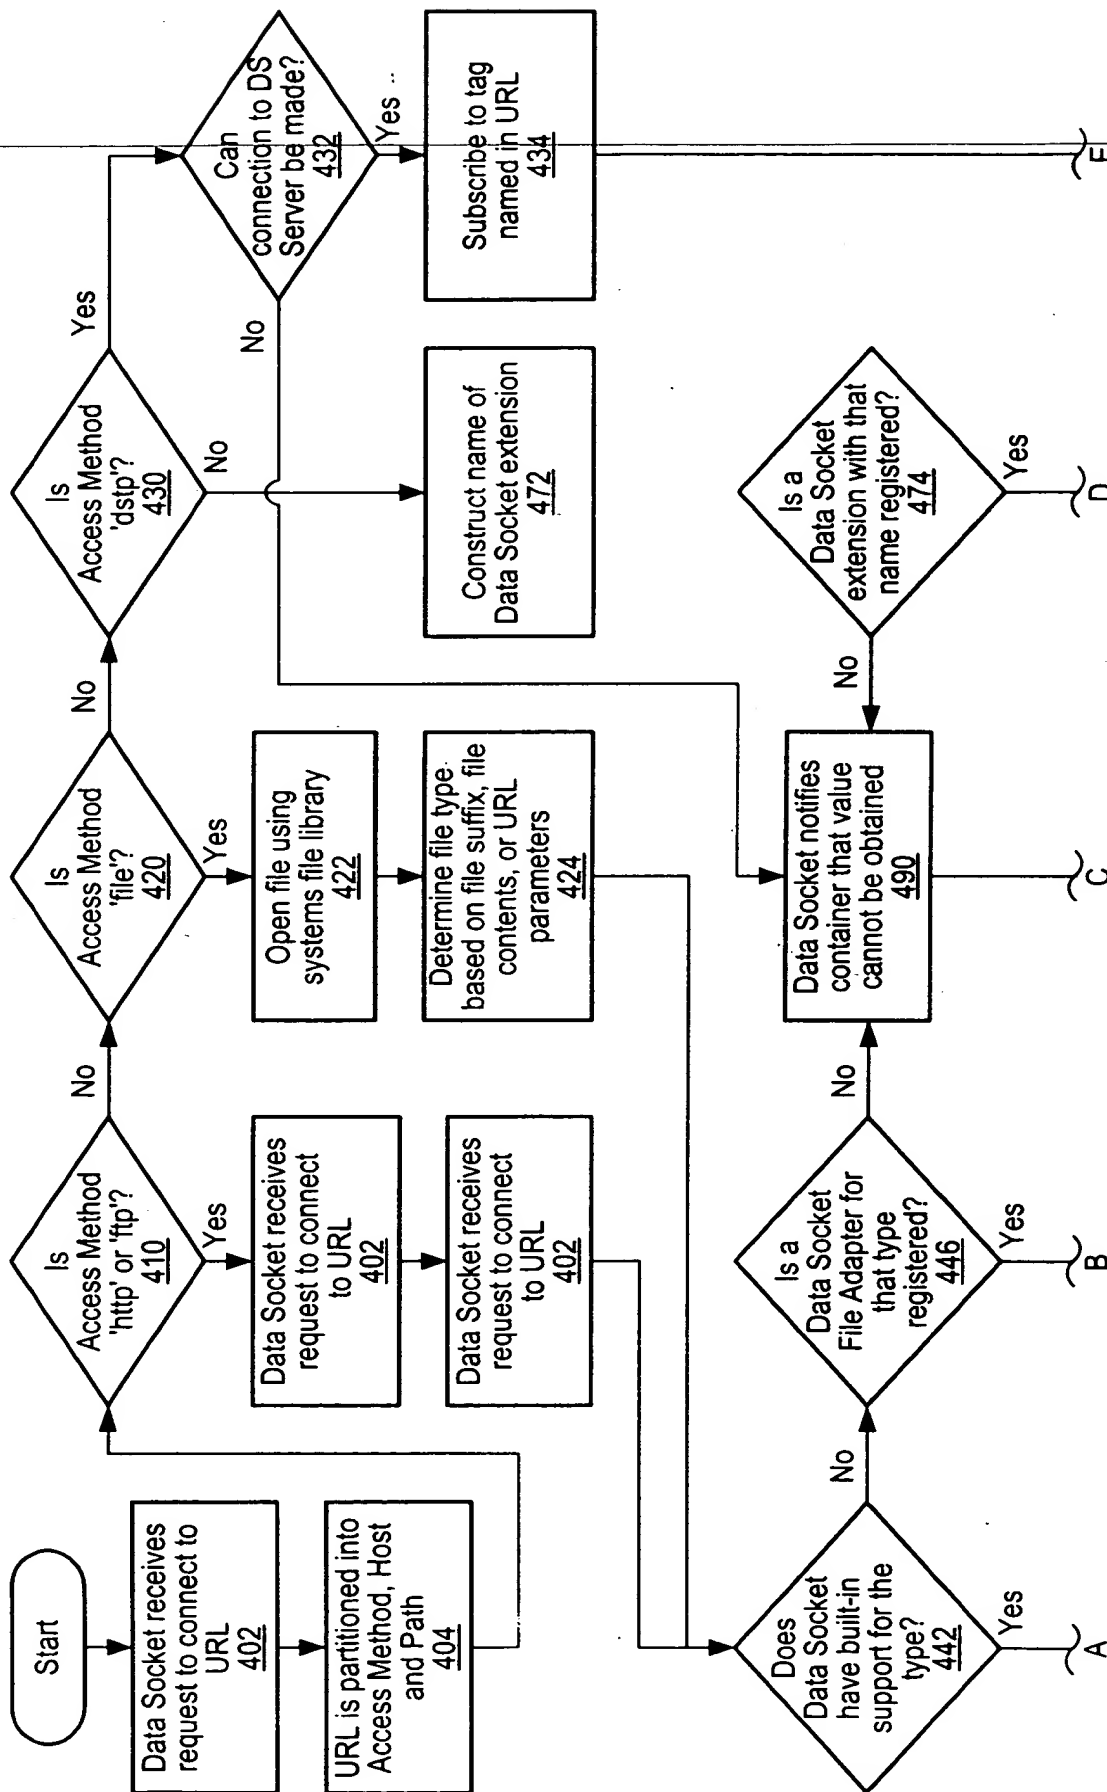 Start
Data Socket receives
request to connect to
URL
402
URL is partitioned into
Access Method, Host
and Path
404
Is
Access Method
'http' or 'ftp'?
410
No
Yes
Data Socket receives
request to connect
to URL
402
Data Socket receives
request to connect
to URL
402
Is
Access Method
'file'?
420
No
Yes
Open file using
systems file library
422
Determine file type
based on file suffix, file
contents, or URL
parameters
424
Is
Access Method
'dstp'?
430
Yes
No
Construct name of
Data Socket extension
472
Can
connection to DS
Server be made?
432
No
Yes
Subscribe to tag
named in URL
434
Does
Data Socket
have built-in
support for the
type?
442
No
Yes
Is a
Data Socket
File Adapter for
that type
registered?
446
No
Yes
Data Socket notifies
container that value
cannot be obtained
490
Is a
Data Socket
extension with that
name registered?
474
No
Yes
A
B
C
D